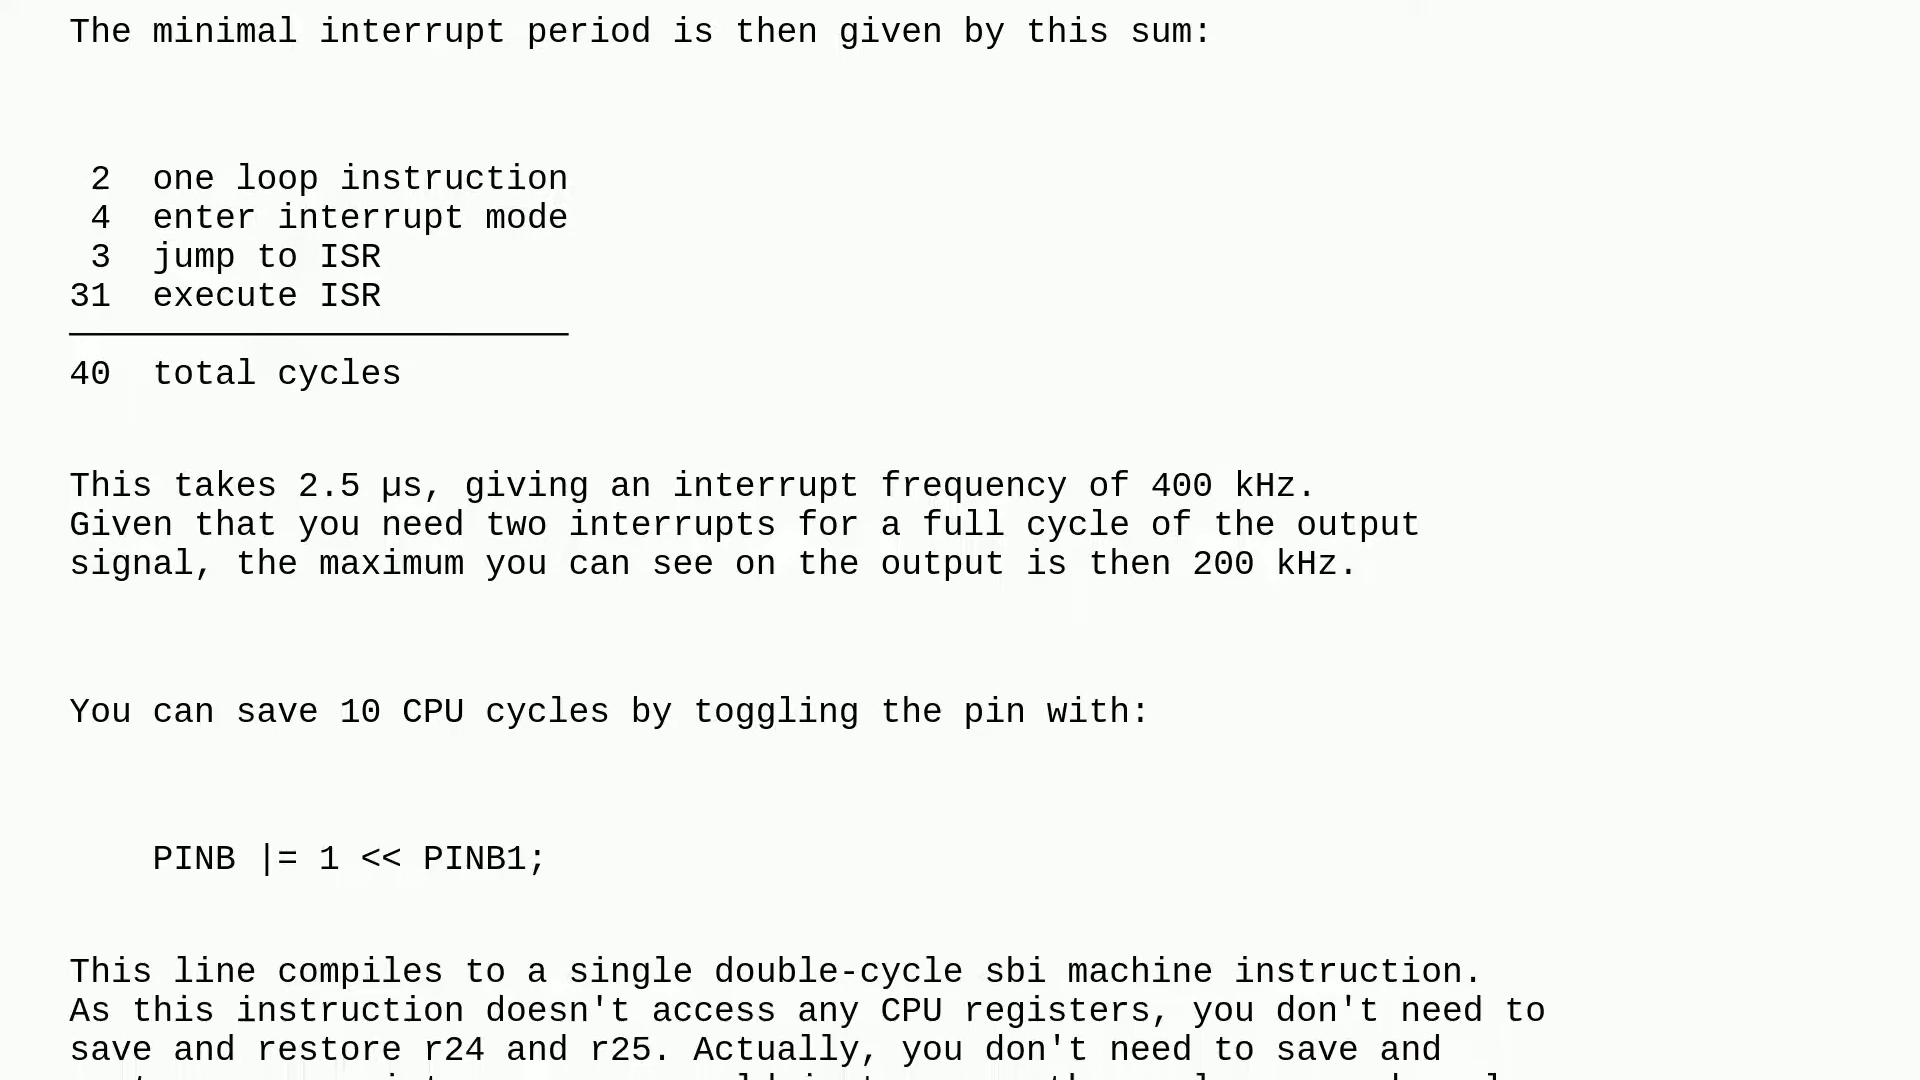 The minimal interrupt period is then given by this sum:
2  one loop instruction
4  enter interrupt mode
3  jump to ISR
31  execute ISR
40  total cycles
This takes 2.5 µs, giving an interrupt frequency of 400 kHz.
Given that you need two interrupts for a full cycle of the output
signal, the maximum you can see on the output is then 200 kHz.
You can save 10 CPU cycles by toggling the pin with:
PINB |= 1 << PINB1;
This line compiles to a single double-cycle sbi machine instruction.
As this instruction doesn't access any CPU registers, you don't need to
save and restore r24 and r25. Actually, you don't need to save and